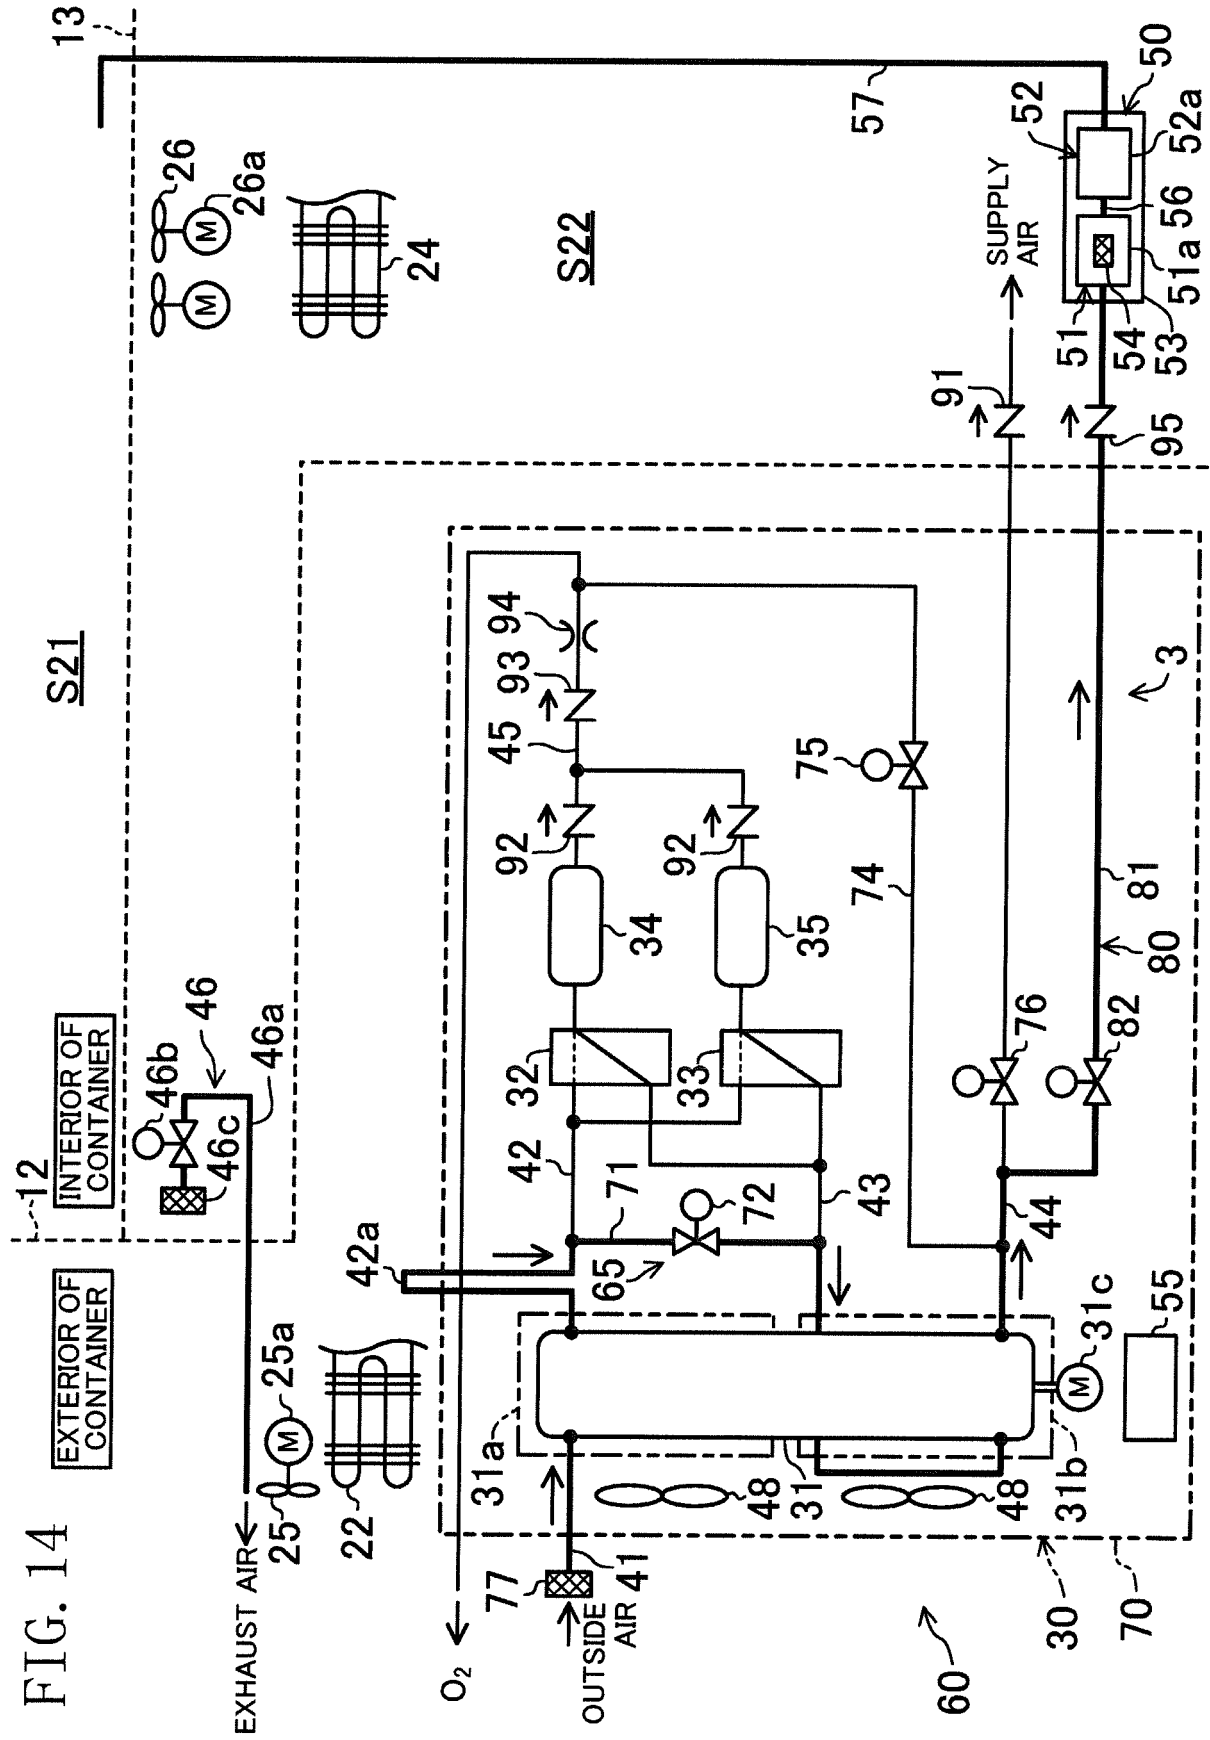 FIG. 14
EXTERIOR OF
CONTAINER
INTERIOR OF
CONTAINER
12
S21
13
EXHAUST AIR
25
25a
22
46
46a
46b
46c
26
26a
24
S22
57
O2
77
OUTSIDE
AIR
41
31a
42a
42
71
65
72
43
32
33
34
35
92
92
45
93
94
75
74
76
82
44
80
81
3
91
95
SUPPLY
AIR
50
51
51a
52
52a
53
54
56
48
48
31
31b
31c
M
M
M
M
55
30
70
60